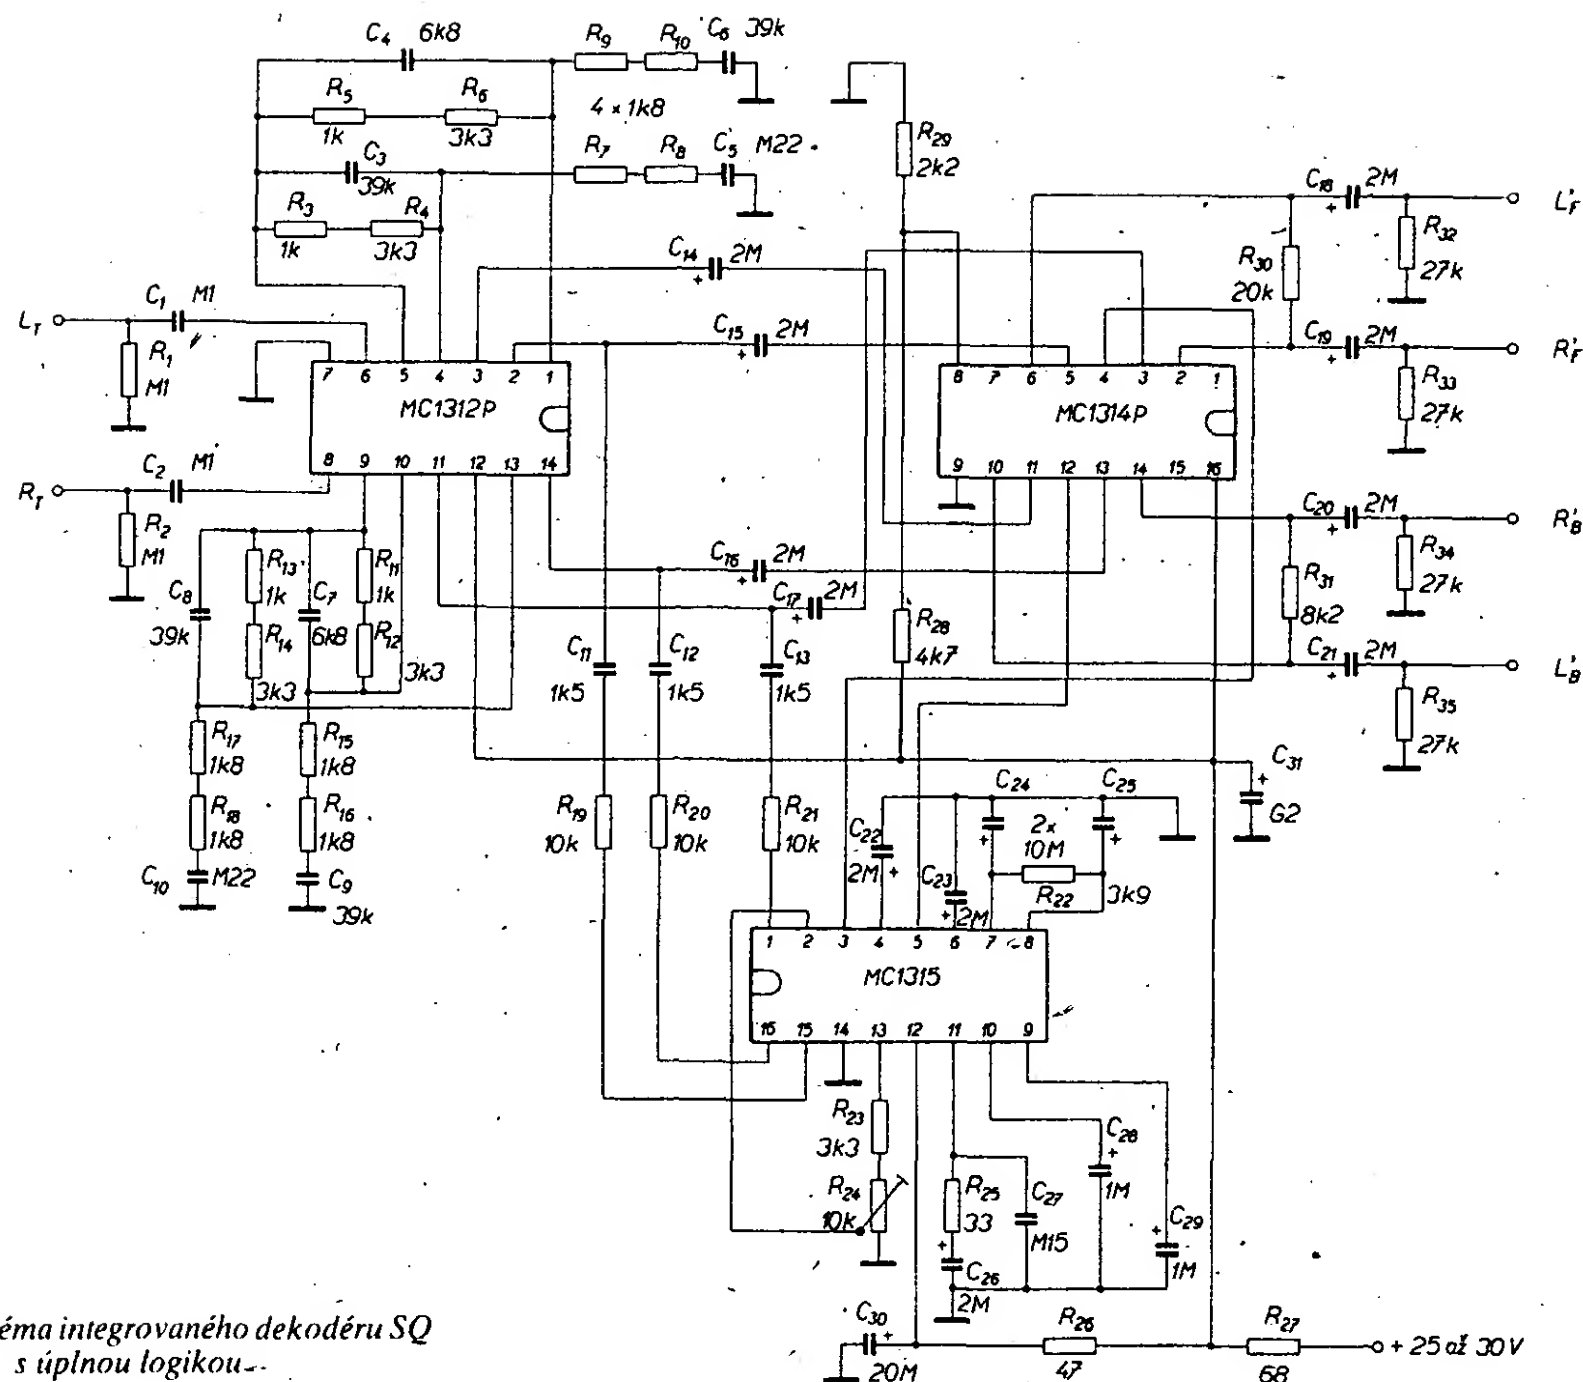 C4 6k8
R9 R10 C6 39k
R5 R6
1k 3k3
4 × 1k8
C3
39k
R7 R8 C5 M22
R3 R4
1k 3k3
R29
2k2
C14 2M
C18 2M L'F
R32
27k
R30
20k
LT C1 M1
R1
M1
C15 2M
C19 2M R'F
R33
27k
7 6 5 4 3 2 1
MC1312P
8 9 10 11 12 13 14
8 7 6 5 4 3 2 1
MC1314P
9 10 11 12 13 14 15 16
RT C2 M1
R2
M1
C20 2M R'B
R34
27k
R31
8k2
C16 2M
C17 2M
C21 2M L'B
R35
27k
C8
39k
R13
1k
R14
3k3
C7
6k8
R11
1k
R12
3k3
C11
1k5
C12
1k5
C13
1k5
R28
4k7
R17
1k8
R18
1k8
C10 M22
R15
1k8
R16
1k8
C9
39k
R19
10k
R20
10k
R21
10k
C22
2M
C23
2M
C24 C25
2×
10M
R22
3k9
C31
G2
1 2 3 4 5 6 7 8
MC1315
16 15 14 13 12 11 10 9
R23
3k3
R24
10k
R25
33
C26
2M
C27
M15
C28
1M
C29
1M
C30
20M
R26
47
R27
68
+ 25 až 30 V
éma integrovaného dekodéru SQ
s úplnou logikou